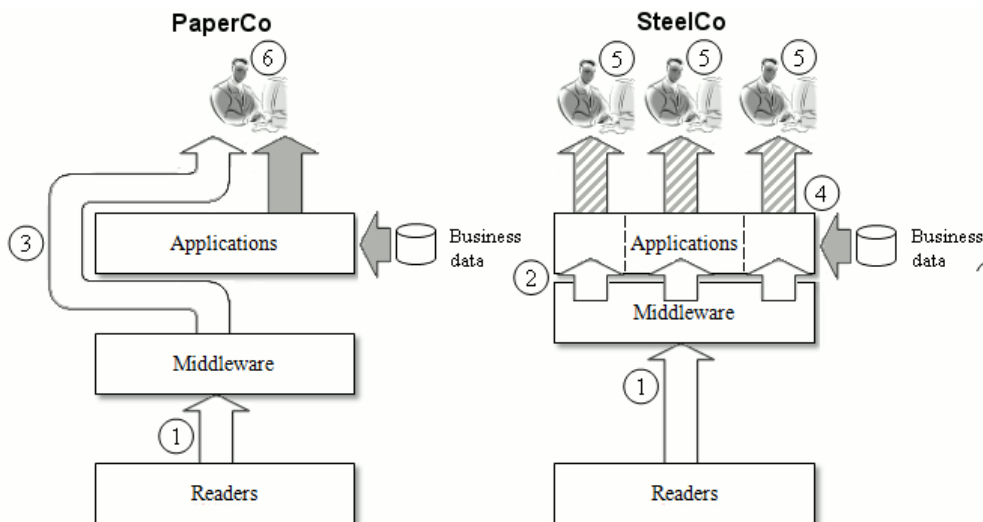 PaperCo
6
3
Applications
Business
data
Middleware
1
Readers
SteelCo
5 5 5
4
Applications
Business
data
2
Middleware
1
Readers